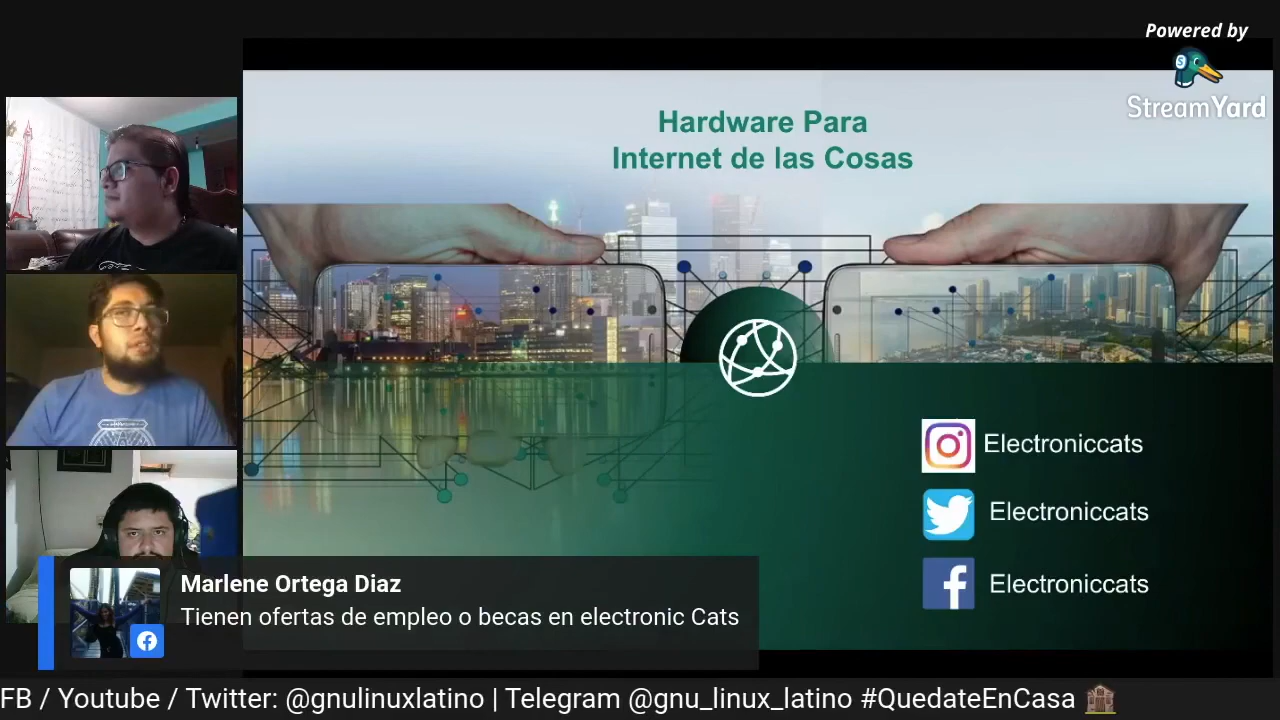 Powered by
StreamYard
Hardware Para
Internet de las Cosas
Electroniccats
Electroniccats
Electroniccats
Marlene Ortega Diaz
Tienen ofertas de empleo o becas en electronic Cats
FB / Youtube / Twitter: @gnulinuxlatino | Telegram @gnu_linux_latino #QuedateEnCasa